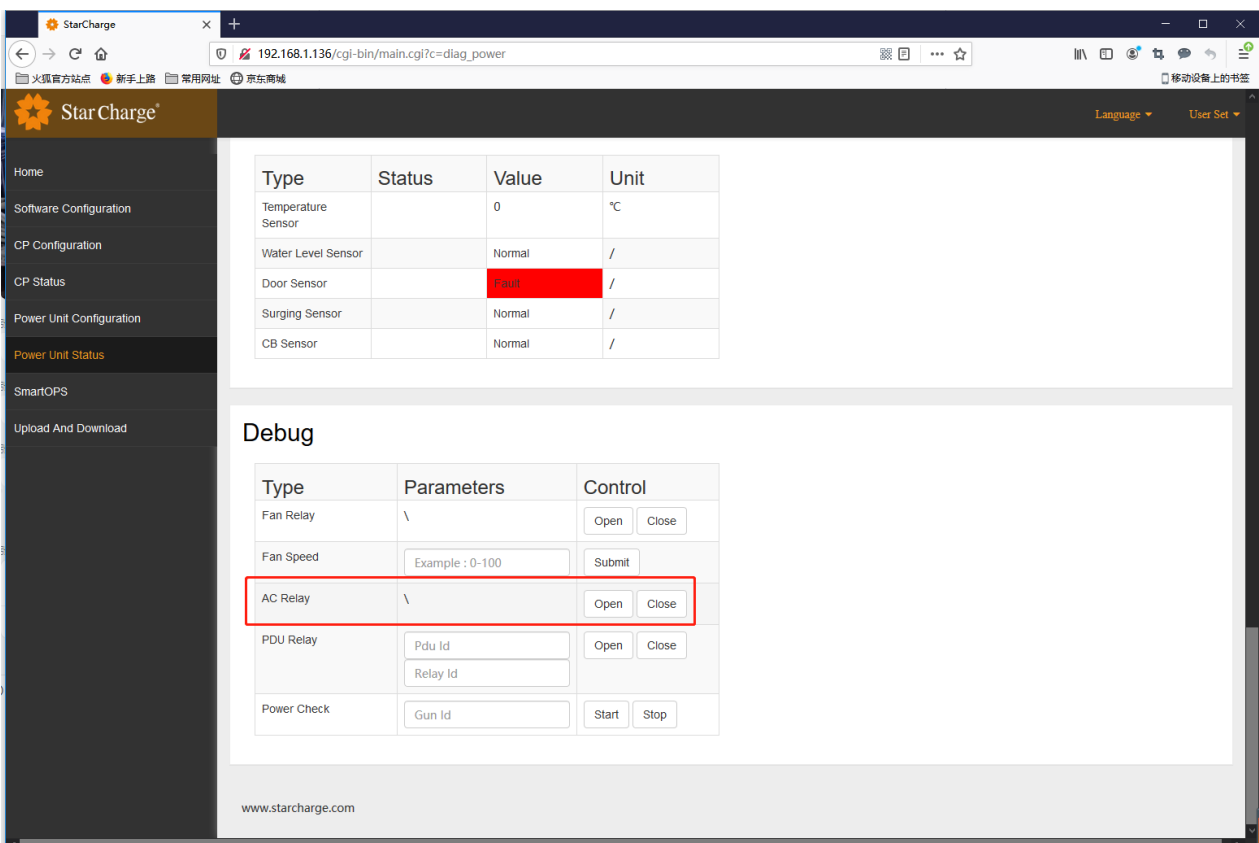 StarCharge
192.168.1.136/cgi-bin/main.cgi?c=diag_power
火狐官方站点 新手上路 常用网址 京东商城 移动设备上的书签
Star Charge®
Language User Set
Home
Software Configuration
CP Configuration
CP Status
Power Unit Configuration
Power Unit Status
SmartOPS
Upload And Download
Type Status Value Unit
Temperature Sensor 0 ℃
Water Level Sensor Normal /
Door Sensor Fault /
Surging Sensor Normal /
CB Sensor Normal /
Debug
Type Parameters Control
Fan Relay \ Open Close
Fan Speed Example : 0-100 Submit
AC Relay \ Open Close
PDU Relay Pdu Id Open Close
Relay Id
Power Check Gun Id Start Stop
www.starcharge.com